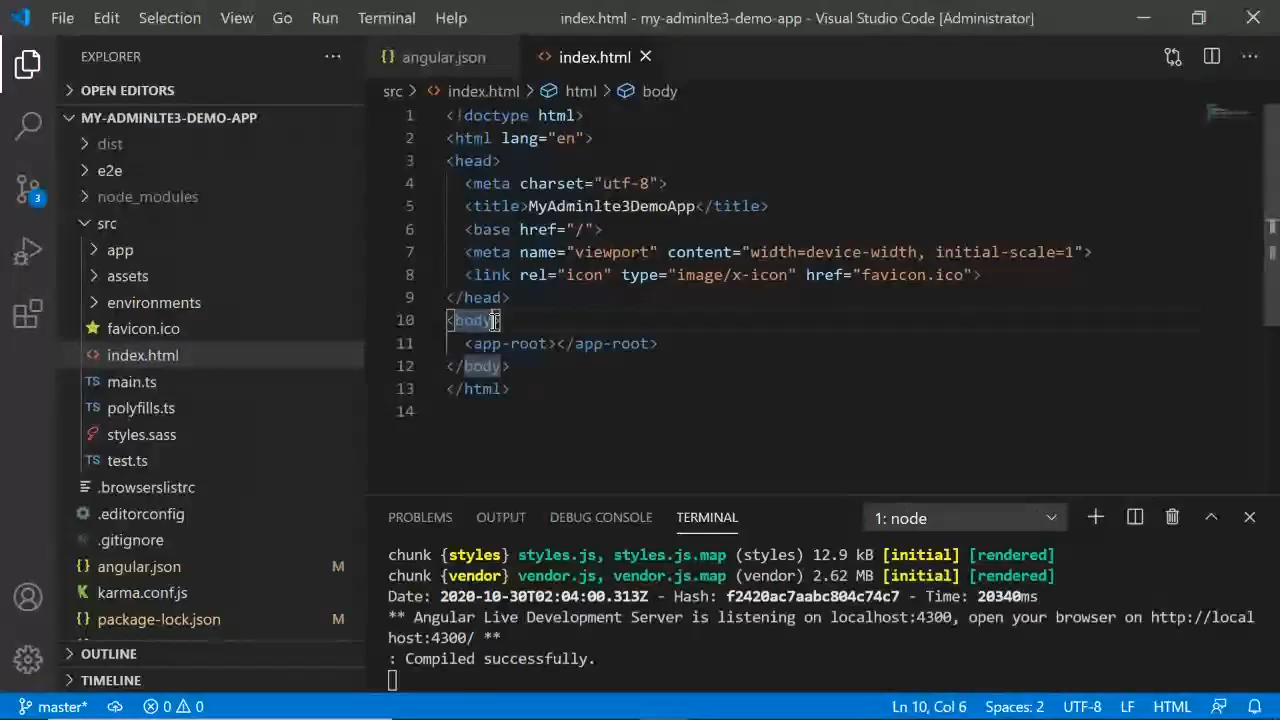 File Edit Selection View Go Run Terminal Help index.html - my-adminlte3-demo-app - Visual Studio Code [Administrator]
EXPLORER
OPEN EDITORS
MY-ADMINLTE3-DEMO-APP
dist
e2e
node_modules
src
app
assets
environments
favicon.ico
index.html
TS main.ts
TS polyfills.ts
styles.sass
TS test.ts
.browserslistrc
.editorconfig
.gitignore
{} angular.json M
karma.conf.js
{} package-lock.json M
OUTLINE
TIMELINE
3
{} angular.json <> index.html
src > <> index.html > html > body
1 <!doctype html>
2 <html lang="en">
3 <head>
4 <meta charset="utf-8">
5 <title>MyAdminlte3DemoApp</title>
6 <base href="/">
7 <meta name="viewport" content="width=device-width, initial-scale=1">
8 <link rel="icon" type="image/x-icon" href="favicon.ico">
9 </head>
10 <body>
11 <app-root></app-root>
12 </body>
13 </html>
14
PROBLEMS OUTPUT DEBUG CONSOLE TERMINAL 1: node
chunk {styles} styles.js, styles.js.map (styles) 12.9 kB [initial] [rendered]
chunk {vendor} vendor.js, vendor.js.map (vendor) 2.62 MB [initial] [rendered]
Date: 2020-10-30T02:04:00.313Z - Hash: f2420ac7aabc804c74c7 - Time: 20340ms
** Angular Live Development Server is listening on localhost:4300, open your browser on http://local
host:4300/ **
: Compiled successfully.
master* 0 0 Ln 10, Col 6 Spaces: 2 UTF-8 LF HTML